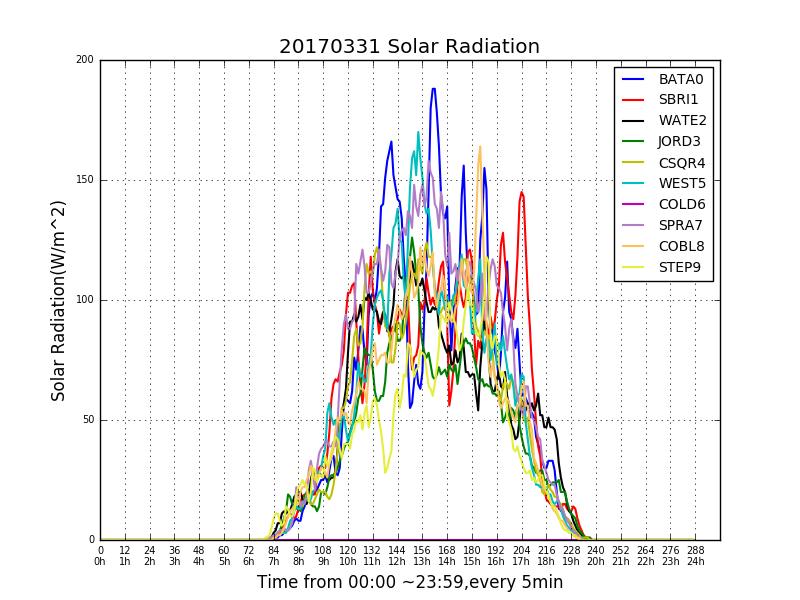 20170331 Solar Radiation
Solar Radiation(W/m^2)
200
150
100
50
0
BATA0
SBRI1
WATE2
JORD3
CSQR4
WEST5
COLD6
SPRA7
COBL8
STEP9
0 12 24 36 48 60 72 84 96 108 120 132 144 156 168 180 192 204 216 228 240 252 264 276 288
0h 1h 2h 3h 4h 5h 6h 7h 8h 9h 10h 11h 12h 13h 14h 15h 16h 17h 18h 19h 20h 21h 22h 23h 24h
Time from 00:00 ~23:59,every 5min